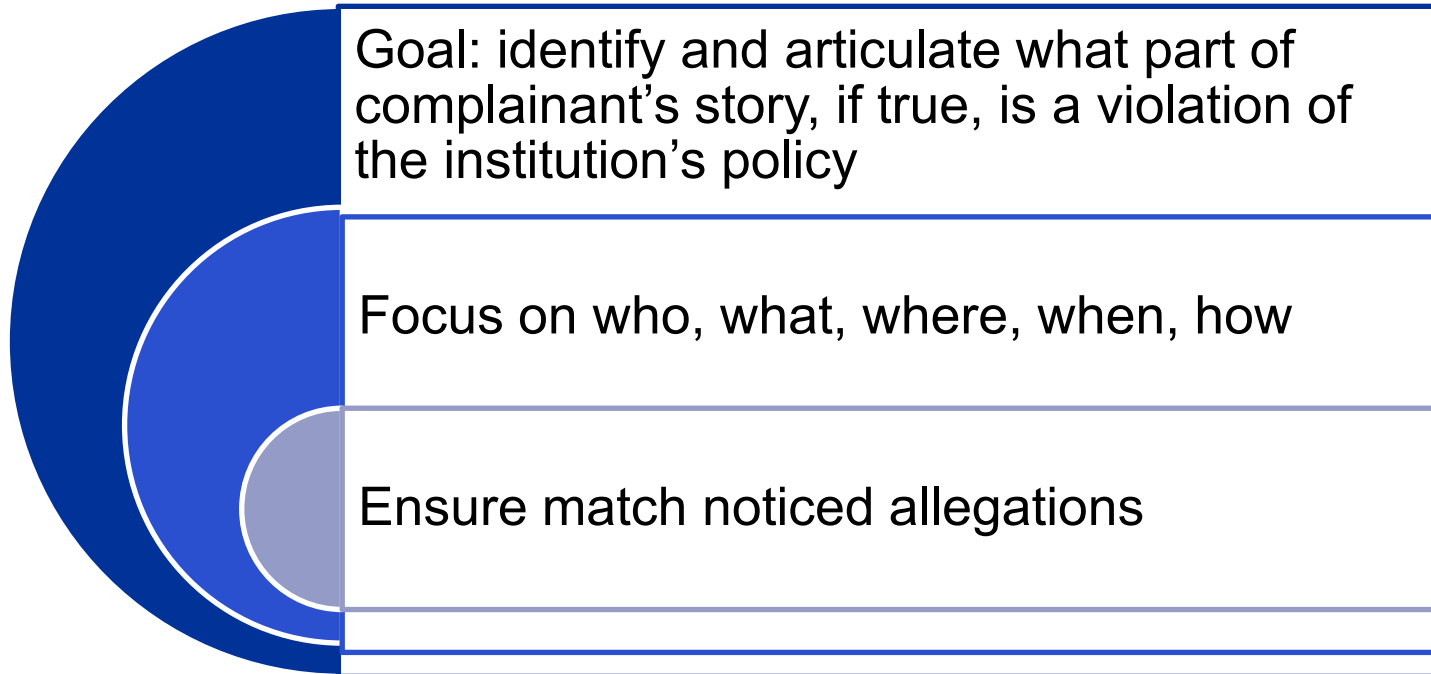 Goal: identify and articulate what part of
complainant’s story, if true, is a violation of
the institution’s policy
Focus on who, what, where, when, how
Ensure match noticed allegations